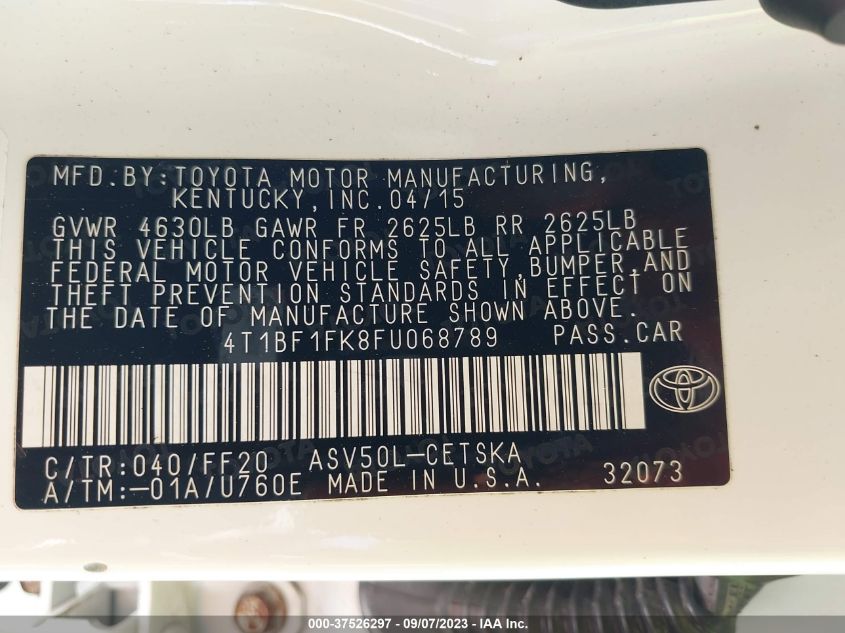 MFD.BY:TOYOTA MOTOR MANUFACTURING,
KENTUCKY,INC.04/15
GVWR 4630LB GAWR FR 2625LB RR 2625LB
THIS VEHICLE CONFORMS TO ALL APPLICABLE
FEDERAL MOTOR VEHICLE SAFETY,BUMPER,AND
THEFT PREVENTION STANDARDS IN EFFECT ON
THE DATE OF MANUFACTURE SHOWN ABOVE.
4T1BF1FK8FU068789 PASS.CAR
C/TR:040/FF20 ASV50L-CETSKA
A/TM:-01A/U760E MADE IN U.S.A. 32073
000-37526297 - 09/07/2023 - © IAA Inc.